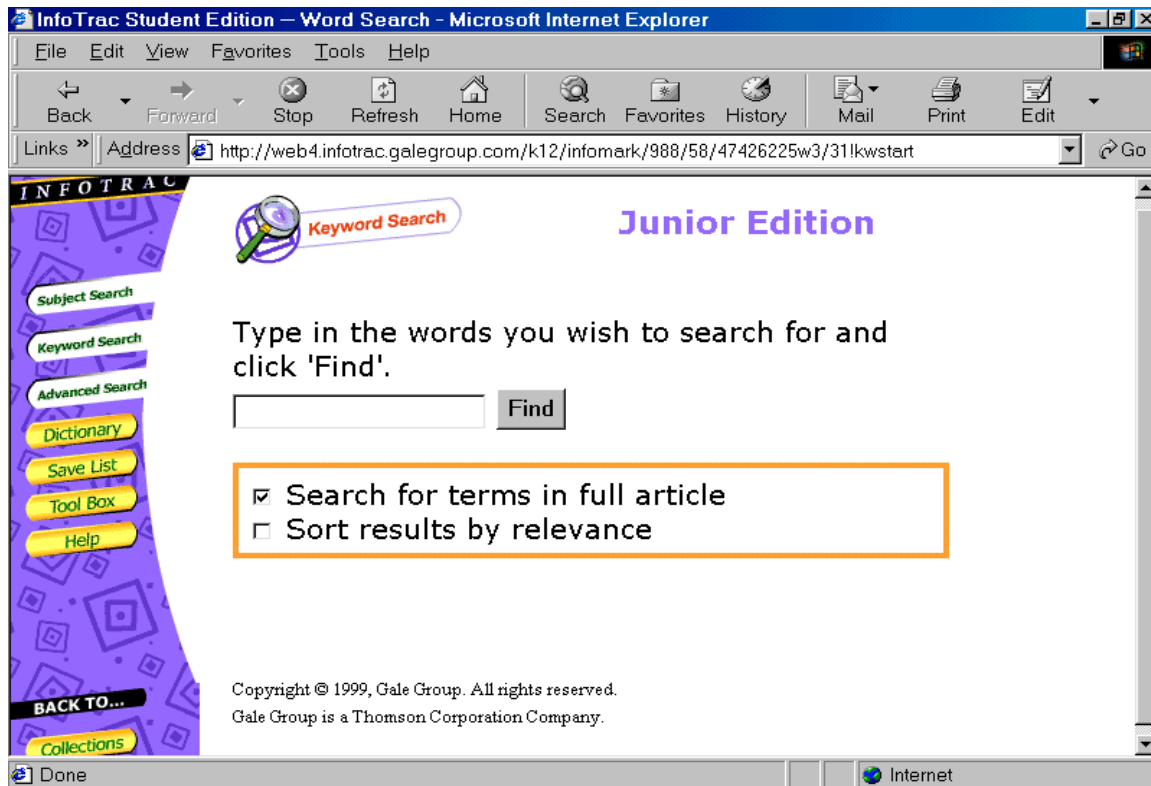 InfoTrac Student Edition — Word Search - Microsoft Internet Explorer
File Edit View Favorites Tools Help
Back Forward Stop Refresh Home Search Favorites History Mail Print Edit
Links » Address http://web4.infotrac.galegroup.com/k12/infomark/988/58/47426225w3/31!kwstart Go
INFOTRAC
Keyword Search
Junior Edition
Subject Search
Keyword Search
Advanced Search
Dictionary
Save List
Tool Box
Help
Type in the words you wish to search for and
click 'Find'.
Find
Search for terms in full article
Sort results by relevance
BACK TO...
Collections
Copyright © 1999, Gale Group. All rights reserved.
Gale Group is a Thomson Corporation Company.
Done Internet